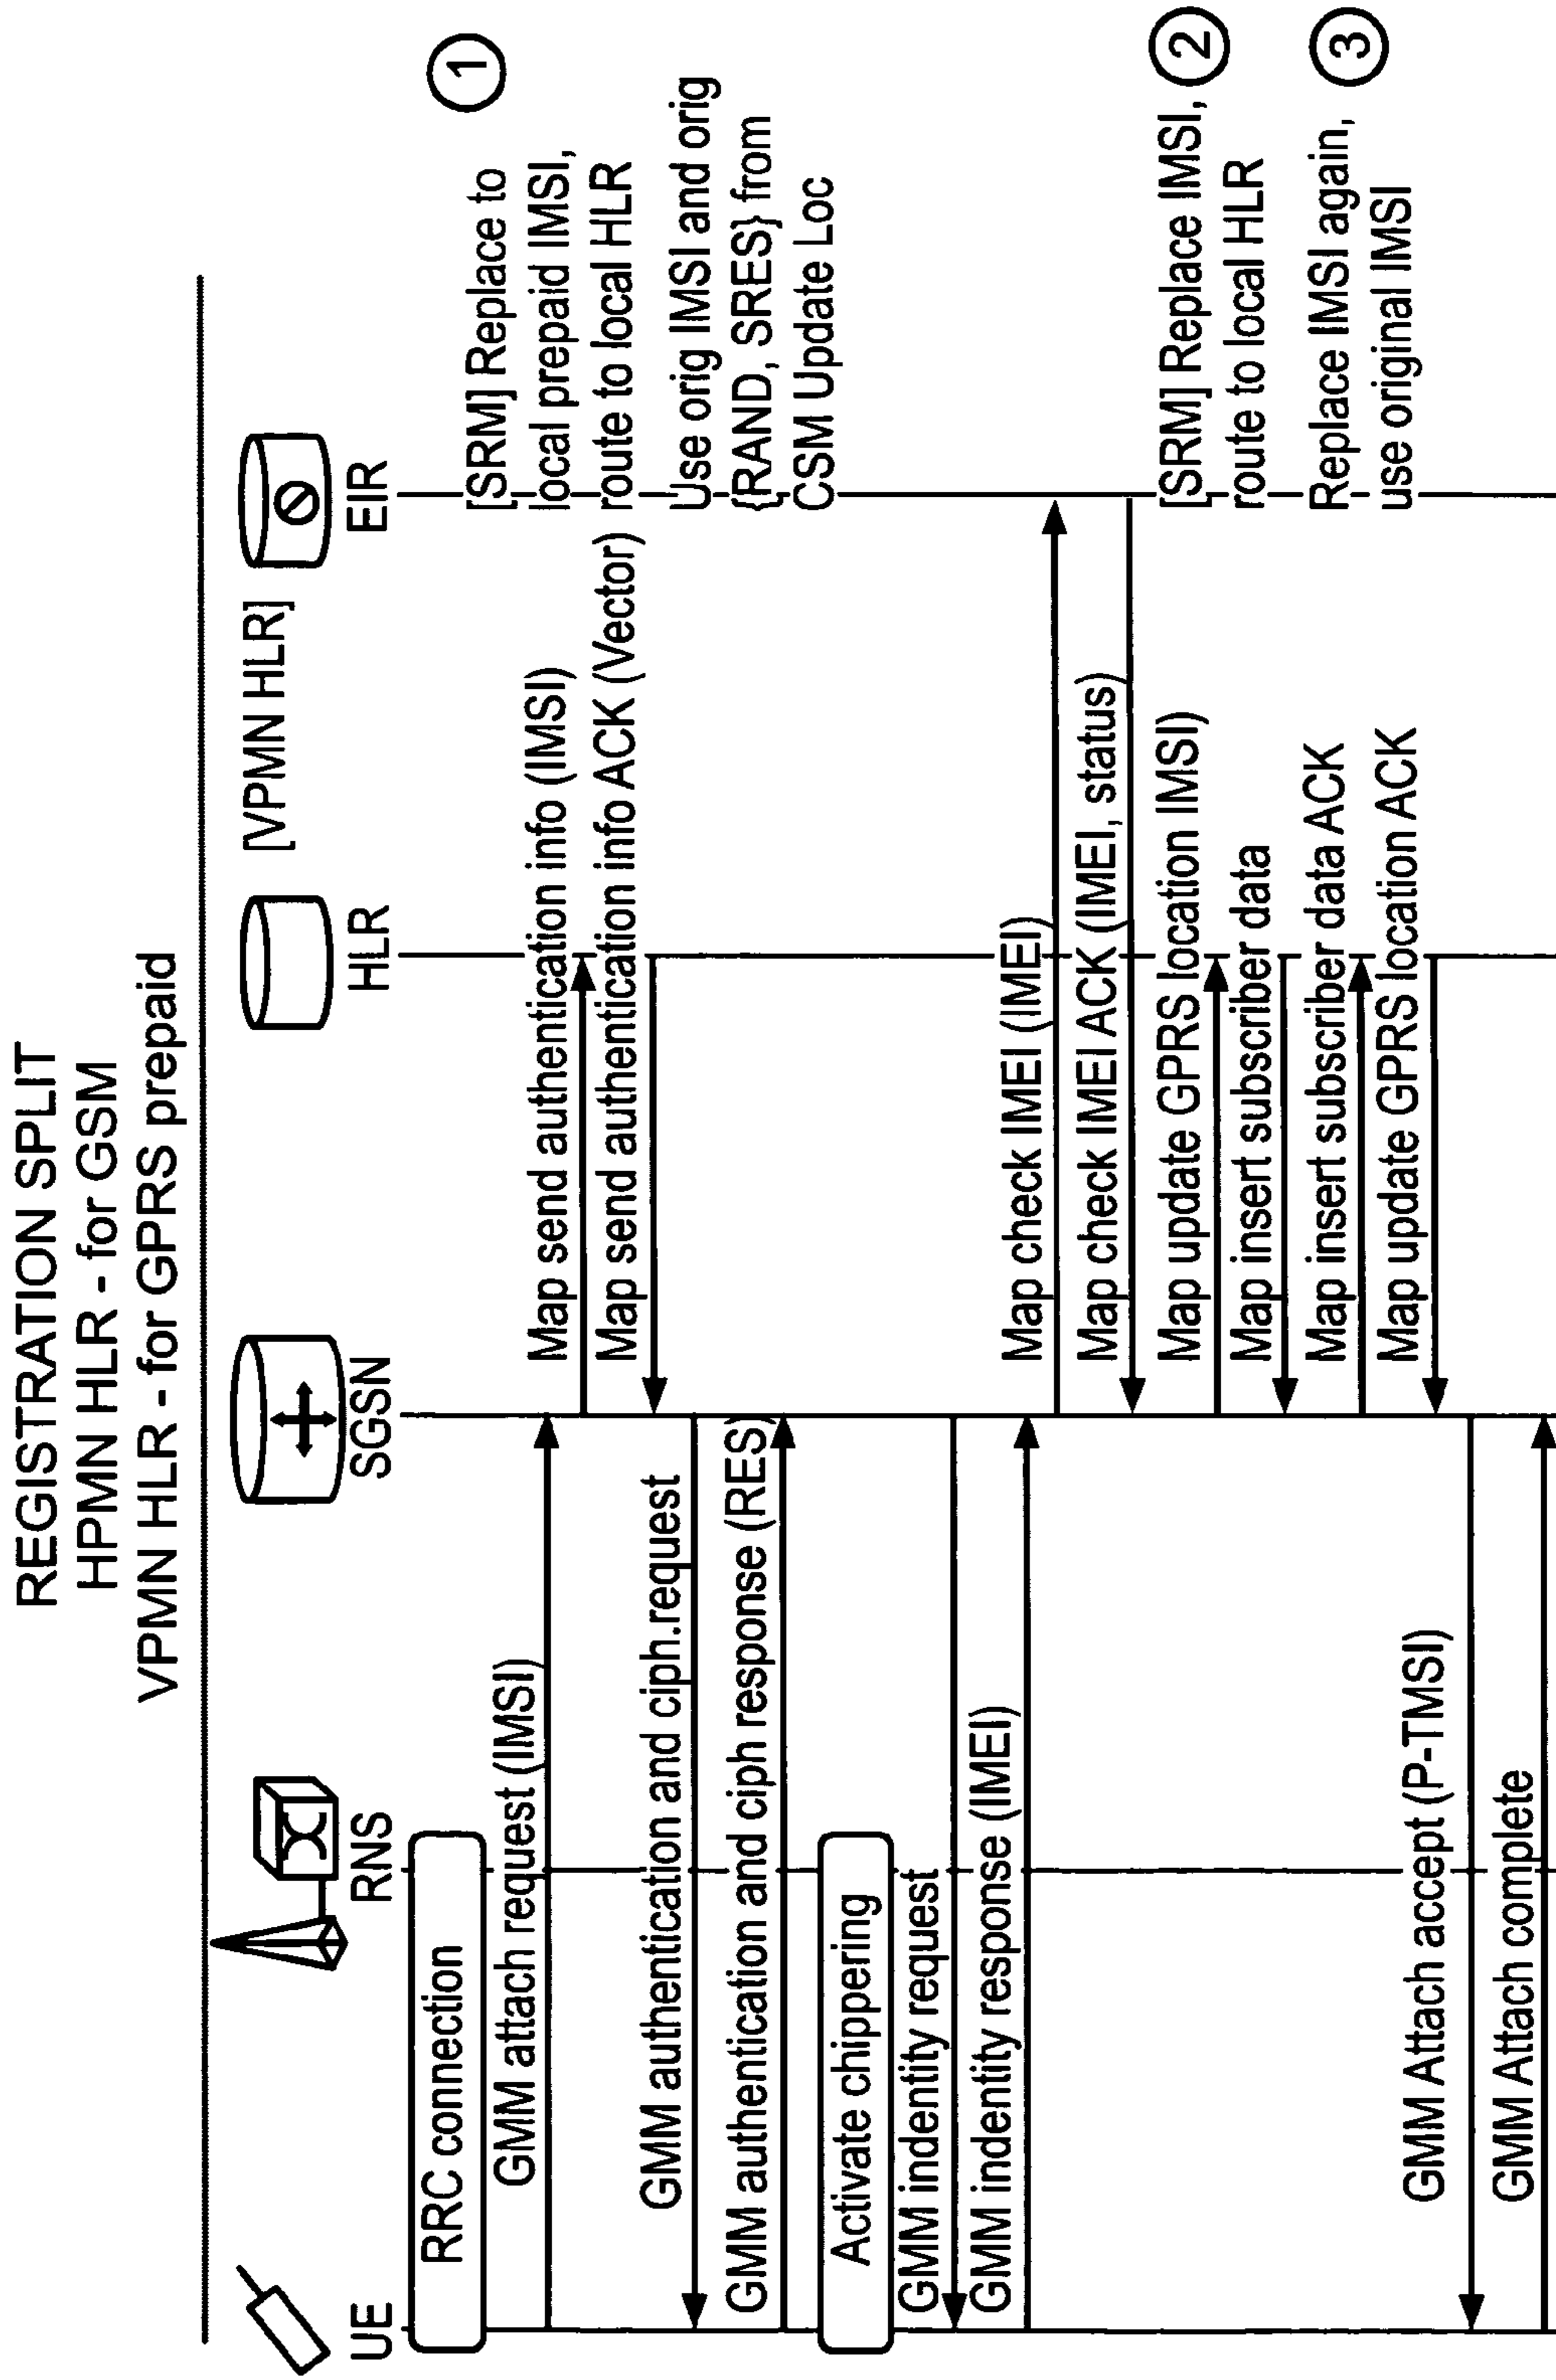 REGISTRATION SPLIT
HPMN HLR - for GSM
VPMN HLR - for GPRS prepaid
UE
RNS
SGSN
HLR
[VPMN HLR]
EIR
RRC connection
GMM attach request (IMSI)
Map send authentication info (IMSI)
Map send authentication info ACK (Vector)
[SRM] Replace to
local prepaid IMSI,
route to local HLR
1
Use orig IMSI and orig
{RAND, SRES} from
CSM Update Loc
GMM authentication and ciph.request
GMM authentication and ciph response (RES)
Activate chippering
GMM indentity request
GMM indentity response (IMEI)
Map check IMEI (IMEI)
Map check IMEI ACK (IMEI, status)
Map update GPRS location IMSI)
[SRM] Replace IMSI,
route to local HLR
2
Map insert subscriber data
Map insert subscriber data ACK
Replace IMSI again,
use original IMSI
3
Map update GPRS location ACK
GMM Attach accept (P-TMSI)
GMM Attach complete